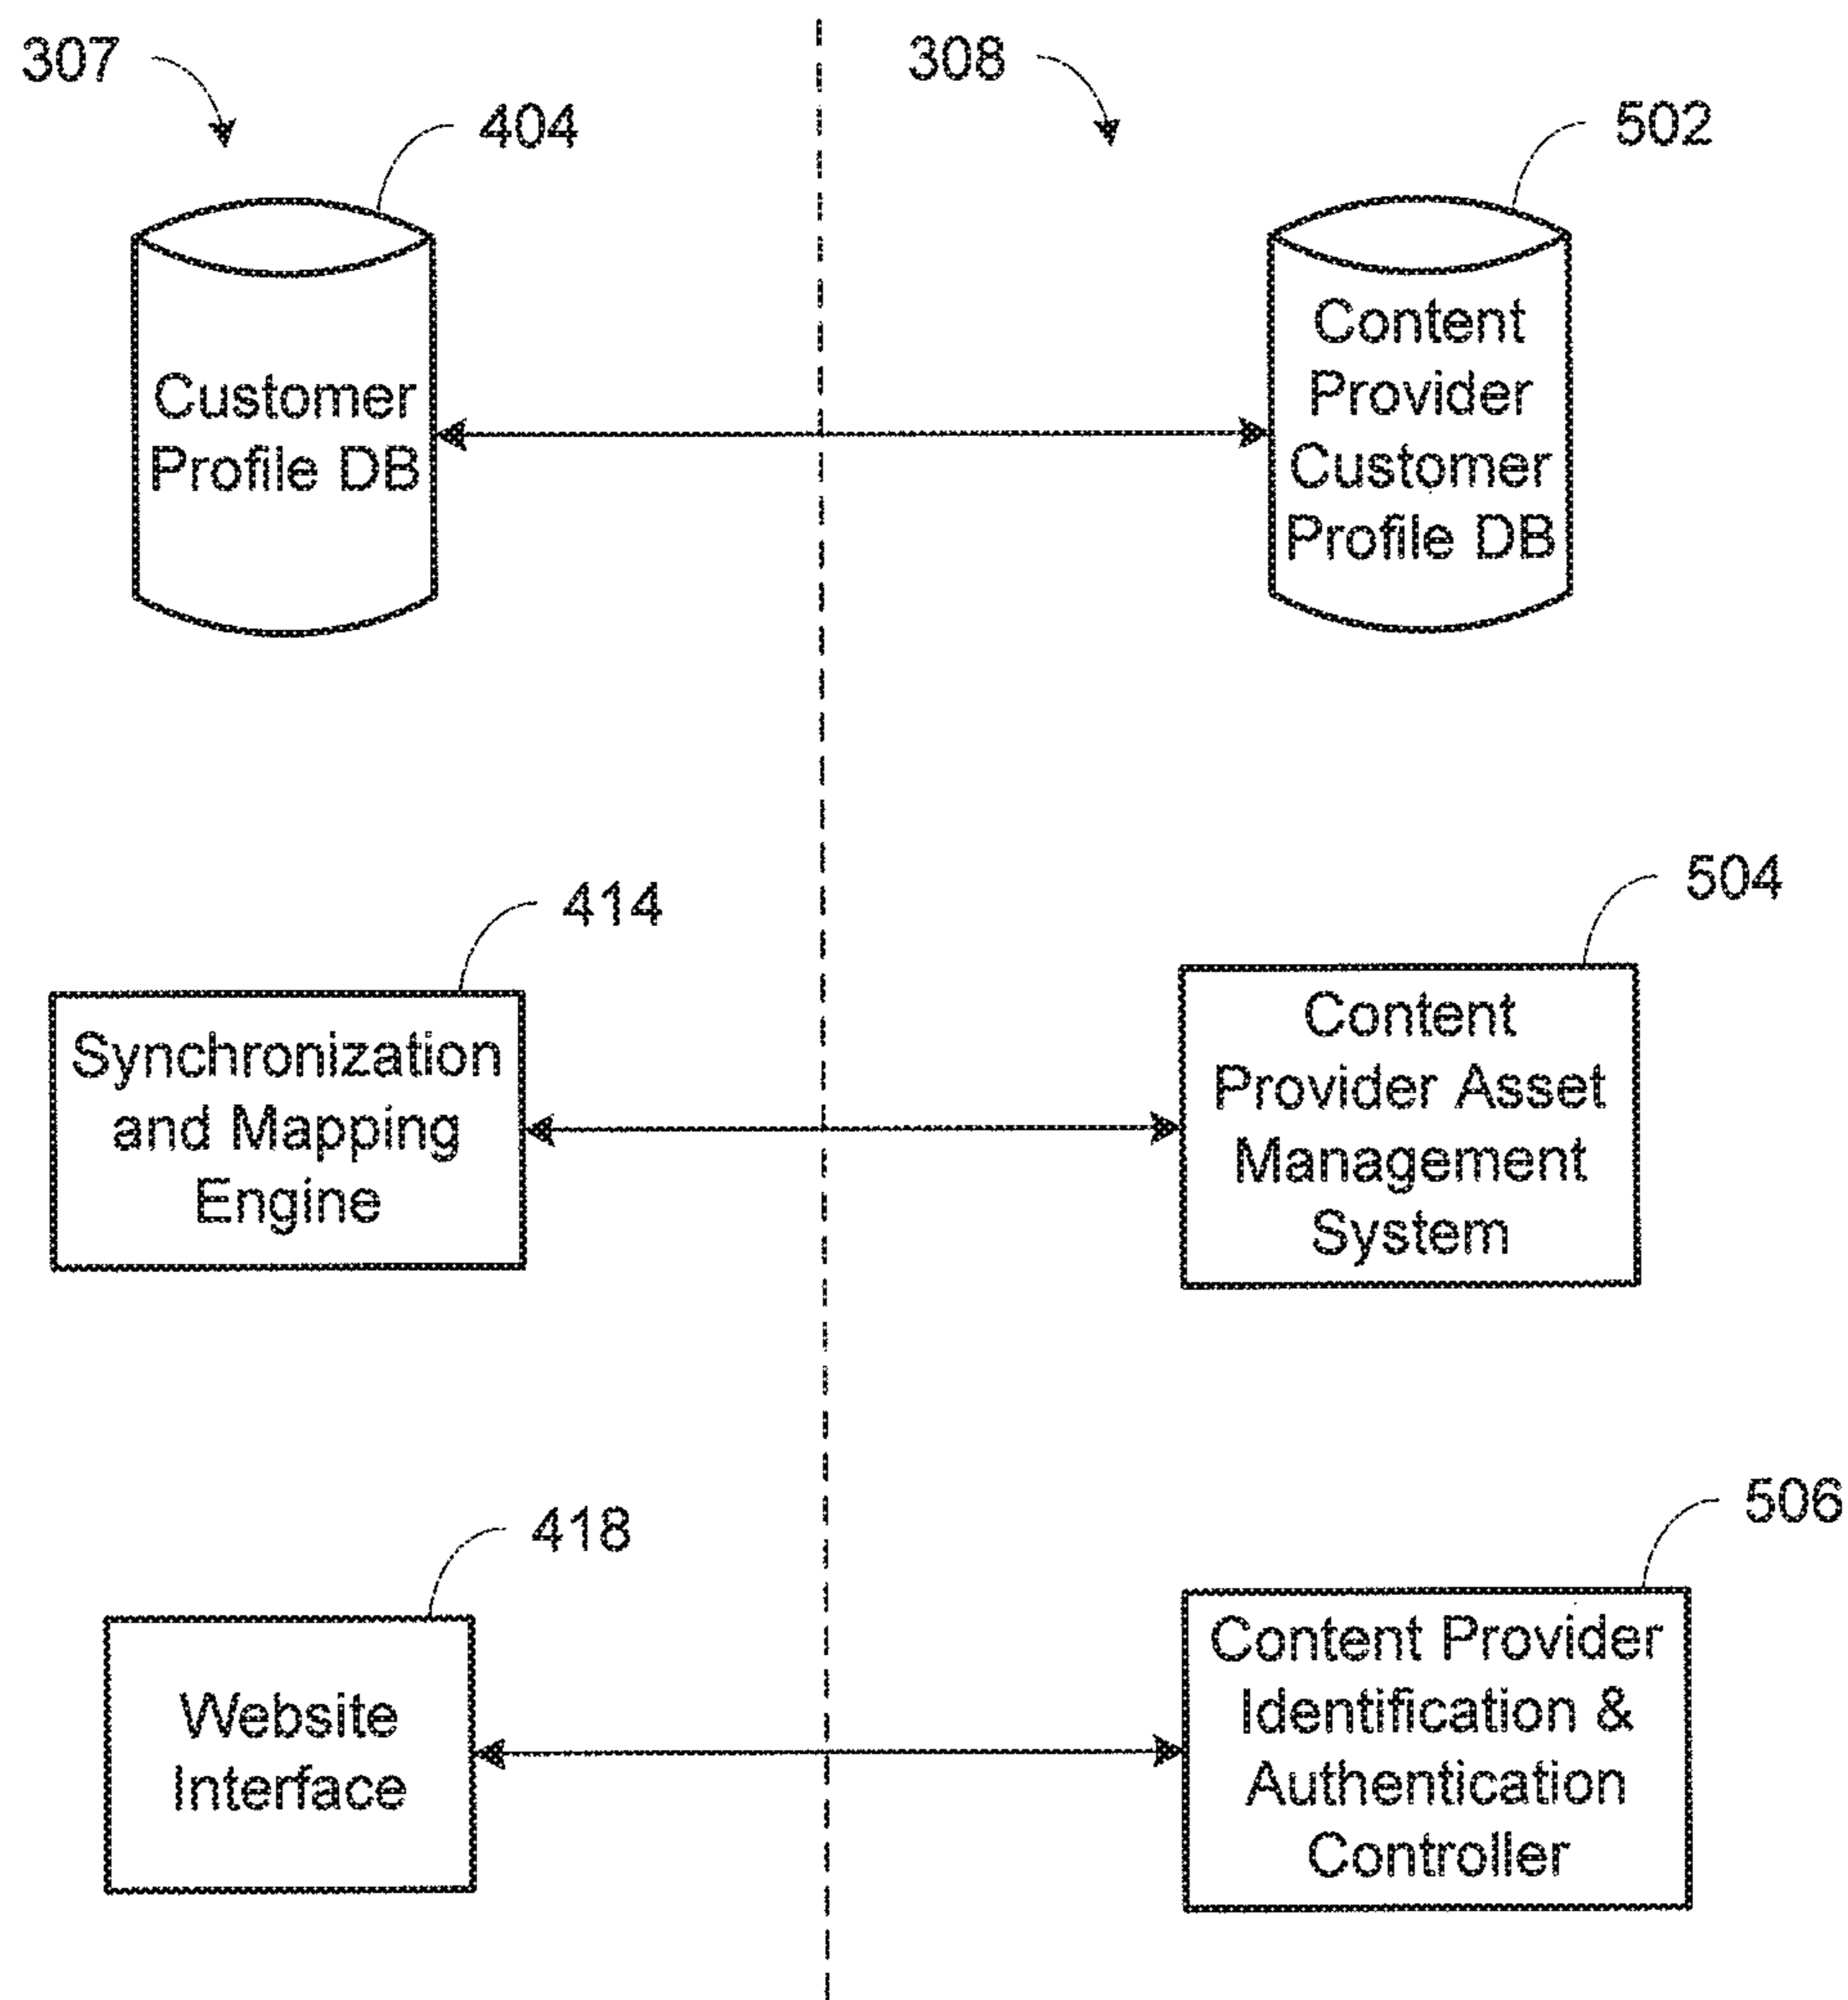 307
308
404
502
Customer
Profile DB
Content
Provider
Customer
Profile DB
414
504
Synchronization
and Mapping
Engine
Content
Provider Asset
Management
System
418
506
Website
Interface
Content Provider
Identification &
Authentication
Controller